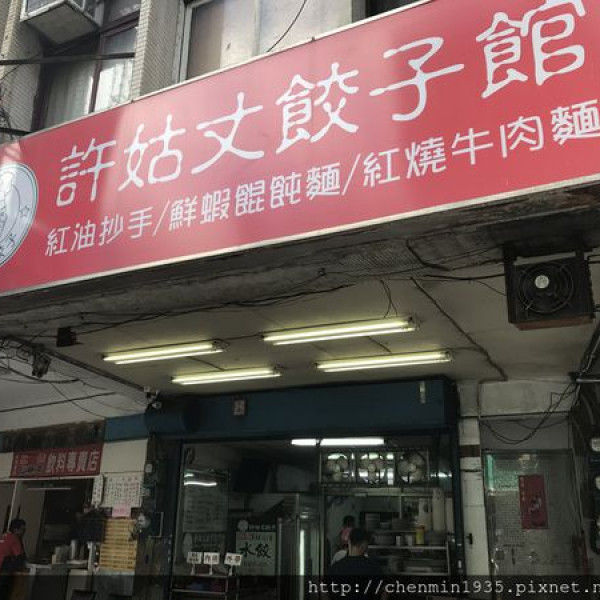 許姑丈餃子館
紅油抄手/鮮蝦餛飩麵/紅燒牛肉麵
飲料專賣店
水餃
http://chenmin1935.pixnet.n